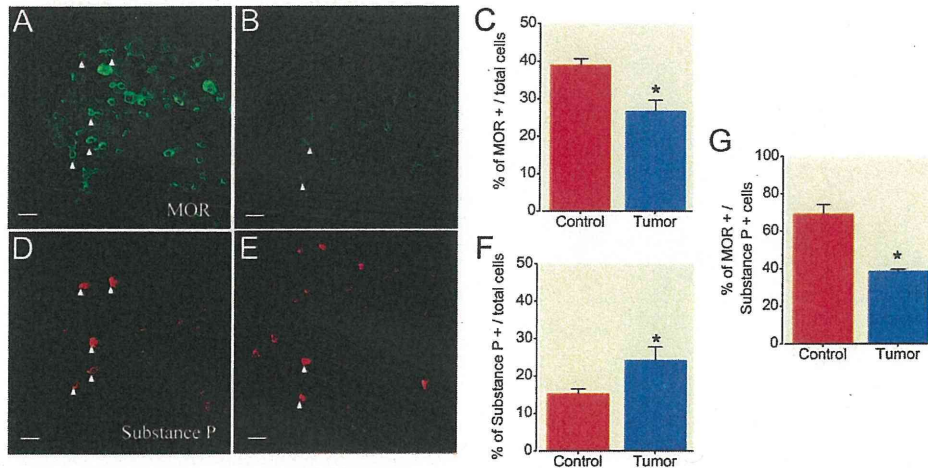 A
B
MOR
C
% of MOR + / total cells
50
40
30
20
10
0
*
Control
Tumor
D
E
Substance P
F
% of Substance P + / total cells
50
40
30
20
10
0
*
Control
Tumor
G
% of MOR + /
Substance P + cells
100
80
60
40
20
0
*
Control
Tumor